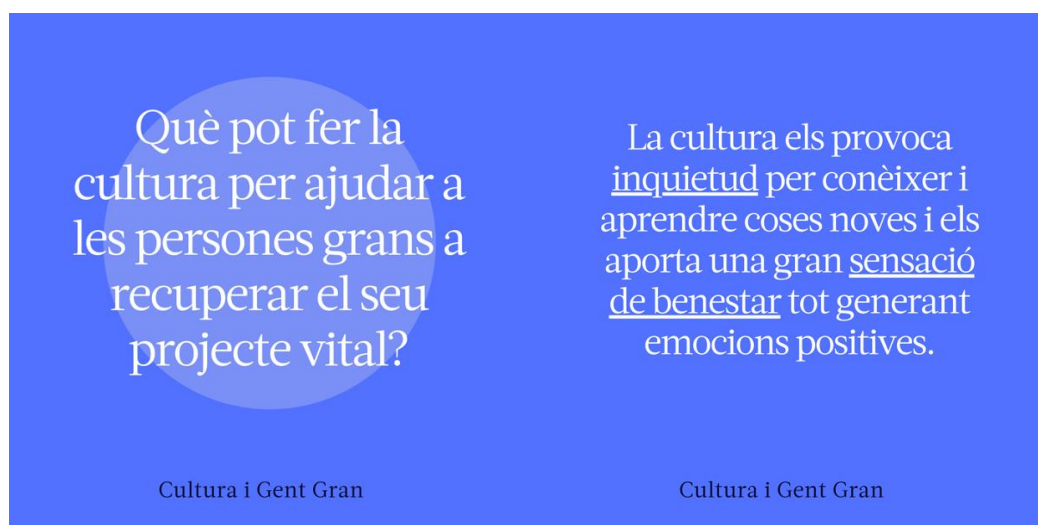 Què pot fer la
cultura per ajudar a
les persones grans a
recuperar el seu
projecte vital?
Cultura i Gent Gran
La cultura els provoca
inquietud per conèixer i
aprendre coses noves i els
aporta una gran sensació
de benestar tot generant
emocions positives.
Cultura i Gent Gran